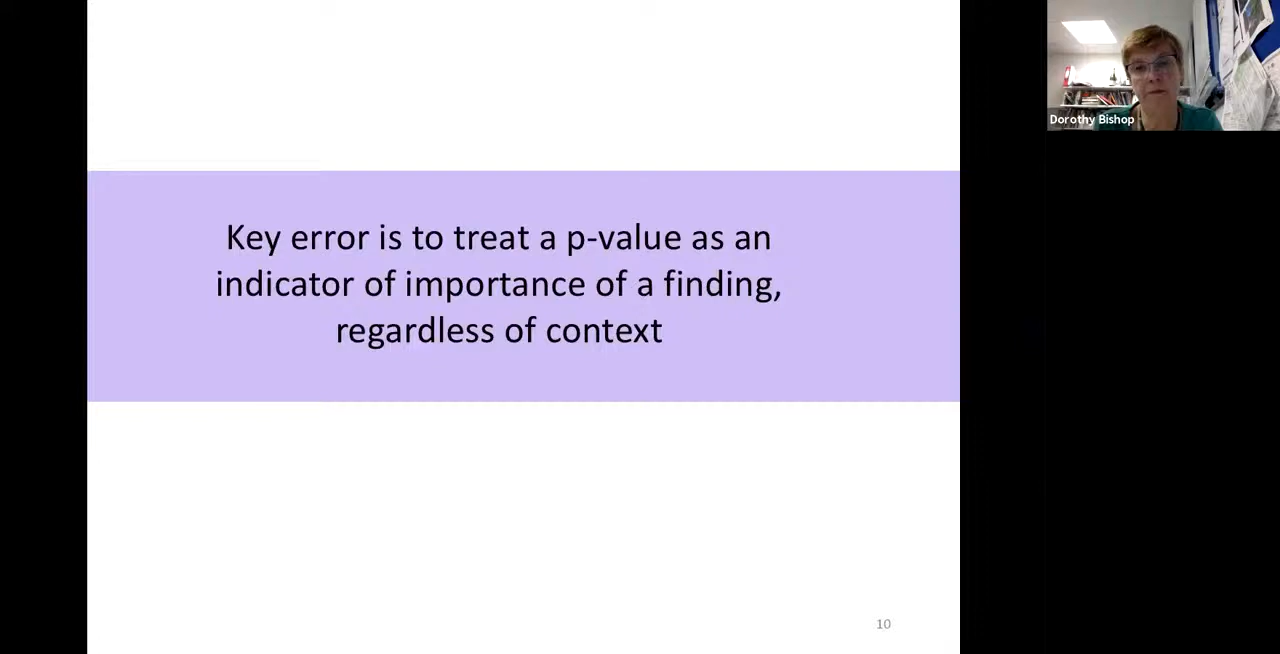 Key error is to treat a p-value as an
indicator of importance of a finding,
regardless of context
10
Dorothy Bishop